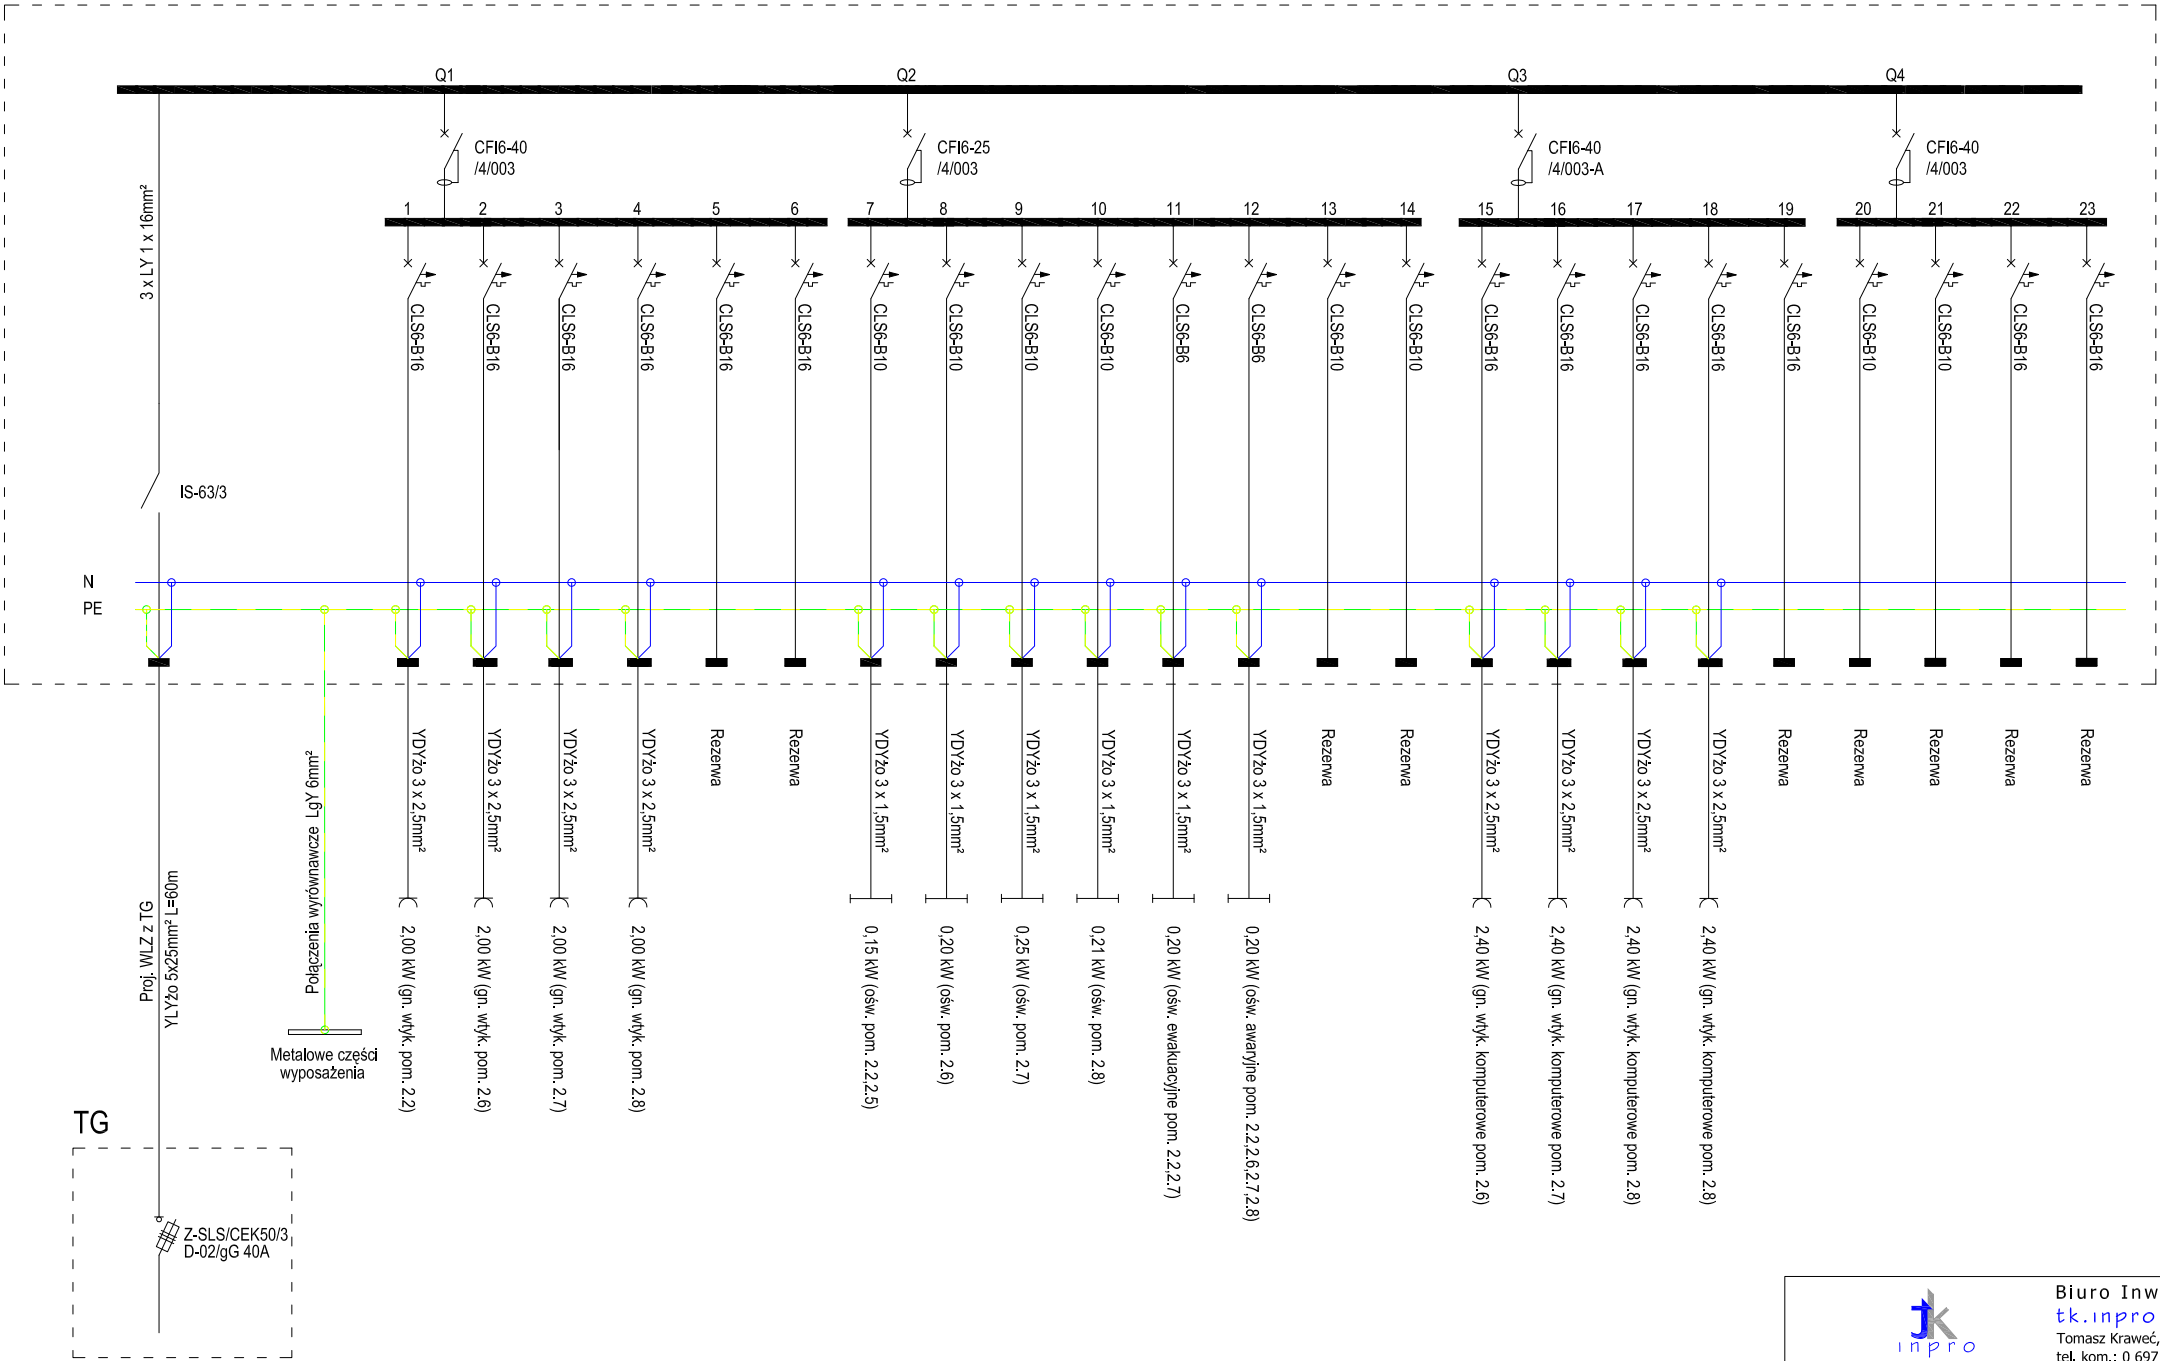 Q1
Q2
Q3
Q4
CFI6-40
/4/003
CFI6-25
/4/003
CFI6-40
/4/003-A
CFI6-40
/4/003
1
2
3
4
5
6
7
8
9
10
11
12
13
14
15
16
17
18
19
20
21
22
23
3 x LY 1 x 16mm²
CLS6-B16
CLS6-B16
CLS6-B16
CLS6-B16
CLS6-B16
CLS6-B16
CLS6-B10
CLS6-B10
CLS6-B10
CLS6-B10
CLS6-B6
CLS6-B6
CLS6-B10
CLS6-B10
CLS6-B16
CLS6-B16
CLS6-B16
CLS6-B16
CLS6-B16
CLS6-B10
CLS6-B10
CLS6-B16
CLS6-B16
IS-63/3
N
PE
Proj. WLZ z TG
YLYżo 5x25mm² L=60m
Połączenia wyrównawcze LgY 6mm²
YDYżo 3 x 2,5mm²
YDYżo 3 x 2,5mm²
YDYżo 3 x 2,5mm²
YDYżo 3 x 2,5mm²
Rezerwa
Rezerwa
YDYżo 3 x 1,5mm²
YDYżo 3 x 1,5mm²
YDYżo 3 x 1,5mm²
YDYżo 3 x 1,5mm²
YDYżo 3 x 1,5mm²
YDYżo 3 x 1,5mm²
Rezerwa
Rezerwa
YDYżo 3 x 2,5mm²
YDYżo 3 x 2,5mm²
YDYżo 3 x 2,5mm²
YDYżo 3 x 2,5mm²
Rezerwa
Rezerwa
Rezerwa
Rezerwa
Rezerwa
2,00 kW (gn. wtyk. pom. 2.2)
2,00 kW (gn. wtyk. pom. 2.6)
2,00 kW (gn. wtyk. pom. 2.7)
2,00 kW (gn. wtyk. pom. 2.8)
0,15 kW (ośw. pom. 2.2,2.5)
0,20 kW (ośw. pom. 2.6)
0,25 kW (ośw. pom. 2.7)
0,21 kW (ośw. pom. 2.8)
0,20 kW (ośw. ewakuacyjne pom. 2.2,2.7)
0,20 kW (ośw. awaryjne pom. 2.2,2.6,2.7,2.8)
2,40 kW (gn. wtyk. komputerowe pom. 2.6)
2,40 kW (gn. wtyk. komputerowe pom. 2.7)
2,40 kW (gn. wtyk. komputerowe pom. 2.8)
2,40 kW (gn. wtyk. komputerowe pom. 2.8)
Metalowe części
wyposażenia
TG
Z-SLS/CEK50/3
D-02/gG 40A
tk
inpro
Biuro Inw
tk.inpro
Tomasz Kraweć,
tel. kom.: 0 697